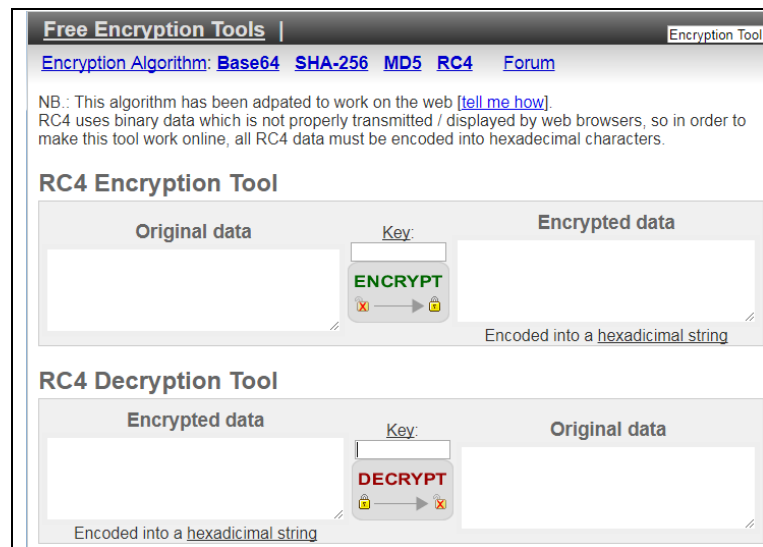 Free Encryption Tools |
Encryption Tool
Encryption Algorithm: Base64 SHA-256 MD5 RC4 Forum
NB.: This algorithm has been adpated to work on the web [tell me how].
RC4 uses binary data which is not properly transmitted / displayed by web browsers, so in order to
make this tool work online, all RC4 data must be encoded into hexadecimal characters.
RC4 Encryption Tool
Original data
Key:
Encrypted data
ENCRYPT
Encoded into a hexadicimal string
RC4 Decryption Tool
Encrypted data
Key:
Original data
DECRYPT
Encoded into a hexadicimal string